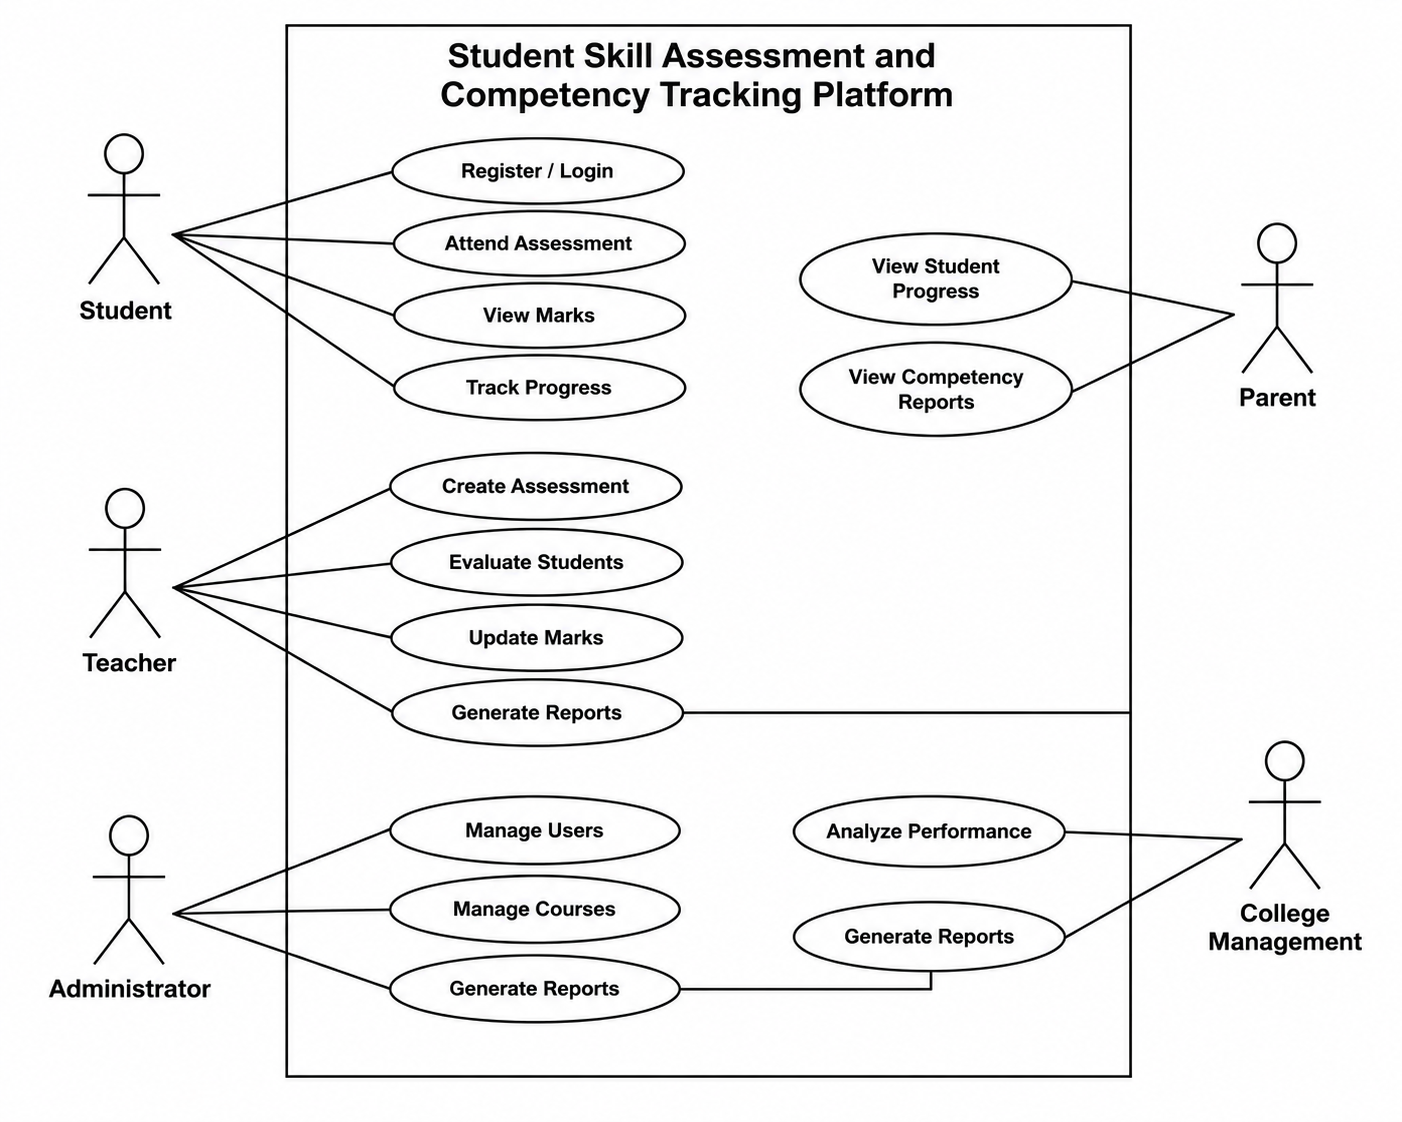 Student Skill Assessment and
Competency Tracking Platform
Student
Register / Login
Attend Assessment
View Marks
Track Progress
View Student
Progress
View Competency
Reports
Parent
Teacher
Create Assessment
Evaluate Students
Update Marks
Generate Reports
Administrator
Manage Users
Manage Courses
Generate Reports
Analyze Performance
Generate Reports
College
Management